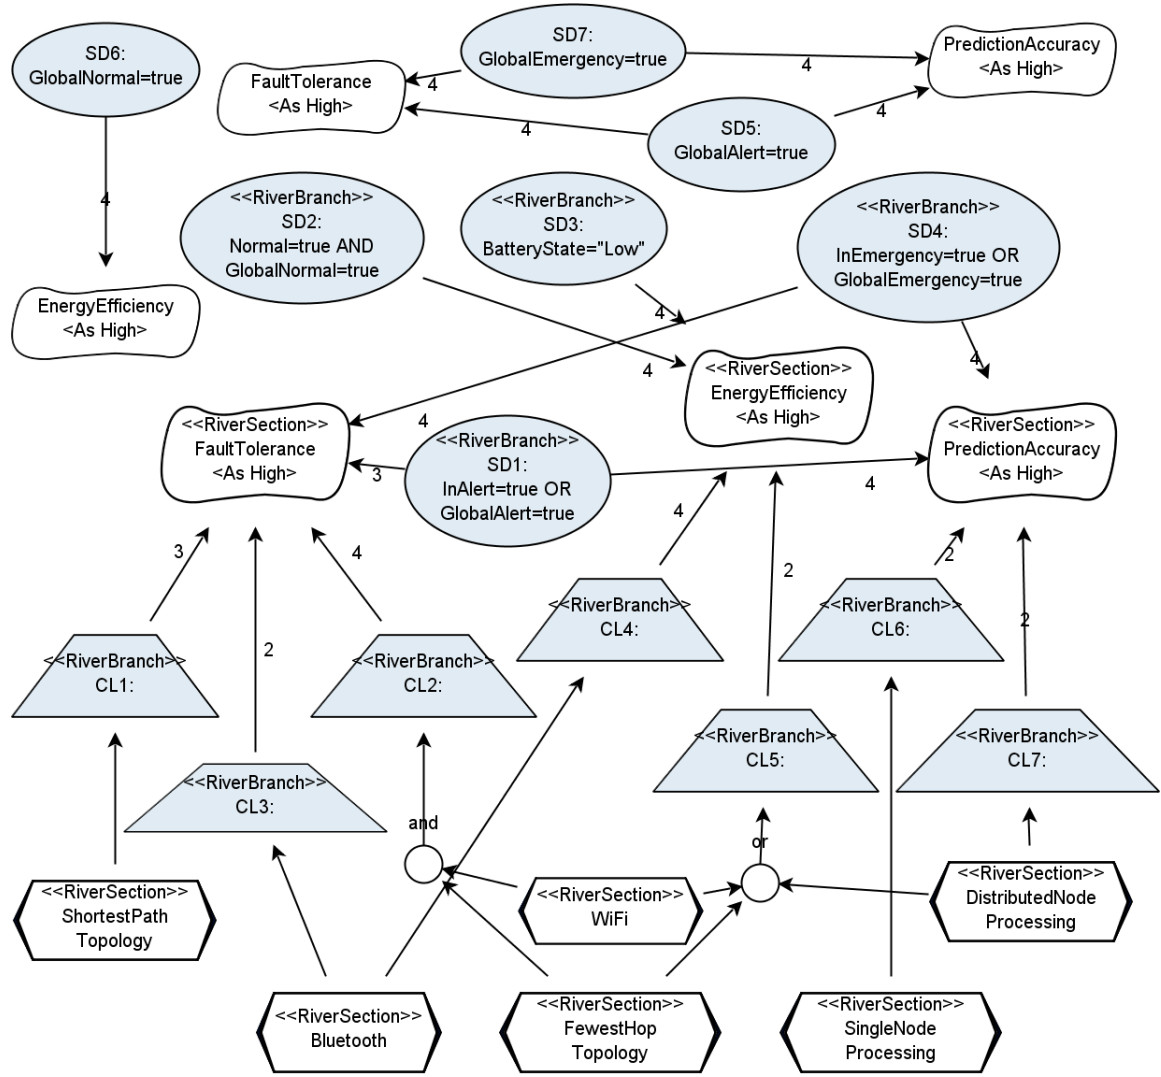 SD6:
GlobalNormal=true
SD7:
GlobalEmergency=true
PredictionAccuracy
<As High>
FaultTolerance
<As High>
4
4
SD5:
GlobalAlert=true
4
4
4
<<RiverBranch>>
SD2:
Normal=true AND
GlobalNormal=true
<<RiverBranch>>
SD3:
BatteryState="Low"
<<RiverBranch>>
SD4:
InEmergency=true OR
GlobalEmergency=true
EnergyEfficiency
<As High>
4
4
4
4
<<RiverSection>>
EnergyEfficiency
<As High>
<<RiverSection>>
FaultTolerance
<As High>
<<RiverBranch>>
SD1:
InAlert=true OR
GlobalAlert=true
3
4
<<RiverSection>>
PredictionAccuracy
<As High>
3
2
4
4
2
2
2
<<RiverBranch>>
CL4:
<<RiverBranch>>
CL6:
<<RiverBranch>>
CL1:
<<RiverBranch>>
CL2:
<<RiverBranch>>
CL5:
<<RiverBranch>>
CL7:
<<RiverBranch>>
CL3:
and
or
<<RiverSection>>
ShortestPath
Topology
<<RiverSection>>
WiFi
<<RiverSection>>
DistributedNode
Processing
<<RiverSection>>
Bluetooth
<<RiverSection>>
FewestHop
Topology
<<RiverSection>>
SingleNode
Processing